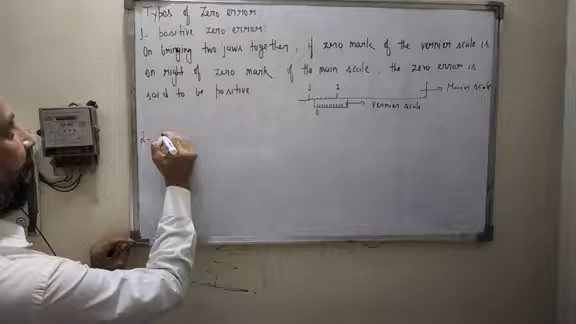 Types of Zero error.
1- positive zero error:
On bringing two jaws together, if zero mark of the vernier scale is
on right of zero mark of the main scale, the zero error is
said to be positive.
0 1
Main scale
Vernier scale
0
2-